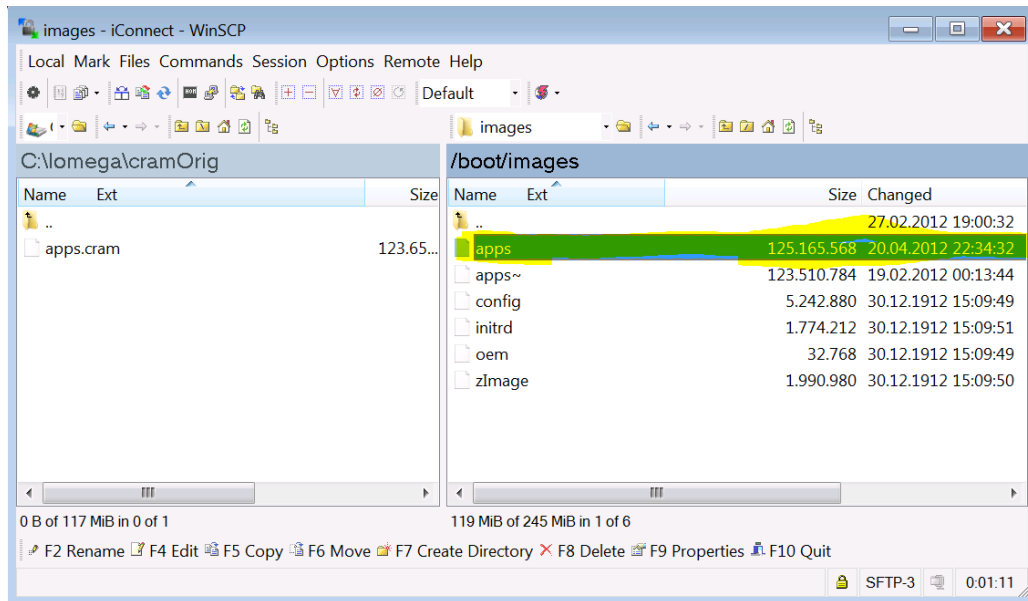 images - iConnect - WinSCP
Local Mark Files Commands Session Options Remote Help
Default
images
C:\Iomega\cramOrig
/boot/images
Name Ext Size
Name Ext Size Changed
..
.. 27.02.2012 19:00:32
apps.cram 123.65...
apps 125.165.568 20.04.2012 22:34:32
apps~ 123.510.784 19.02.2012 00:13:44
config 5.242.880 30.12.1912 15:09:49
initrd 1.774.212 30.12.1912 15:09:51
oem 32.768 30.12.1912 15:09:49
zImage 1.990.980 30.12.1912 15:09:50
0 B of 117 MiB in 0 of 1
119 MiB of 245 MiB in 1 of 6
F2 Rename F4 Edit F5 Copy F6 Move F7 Create Directory F8 Delete F9 Properties F10 Quit
SFTP-3 0:01:11